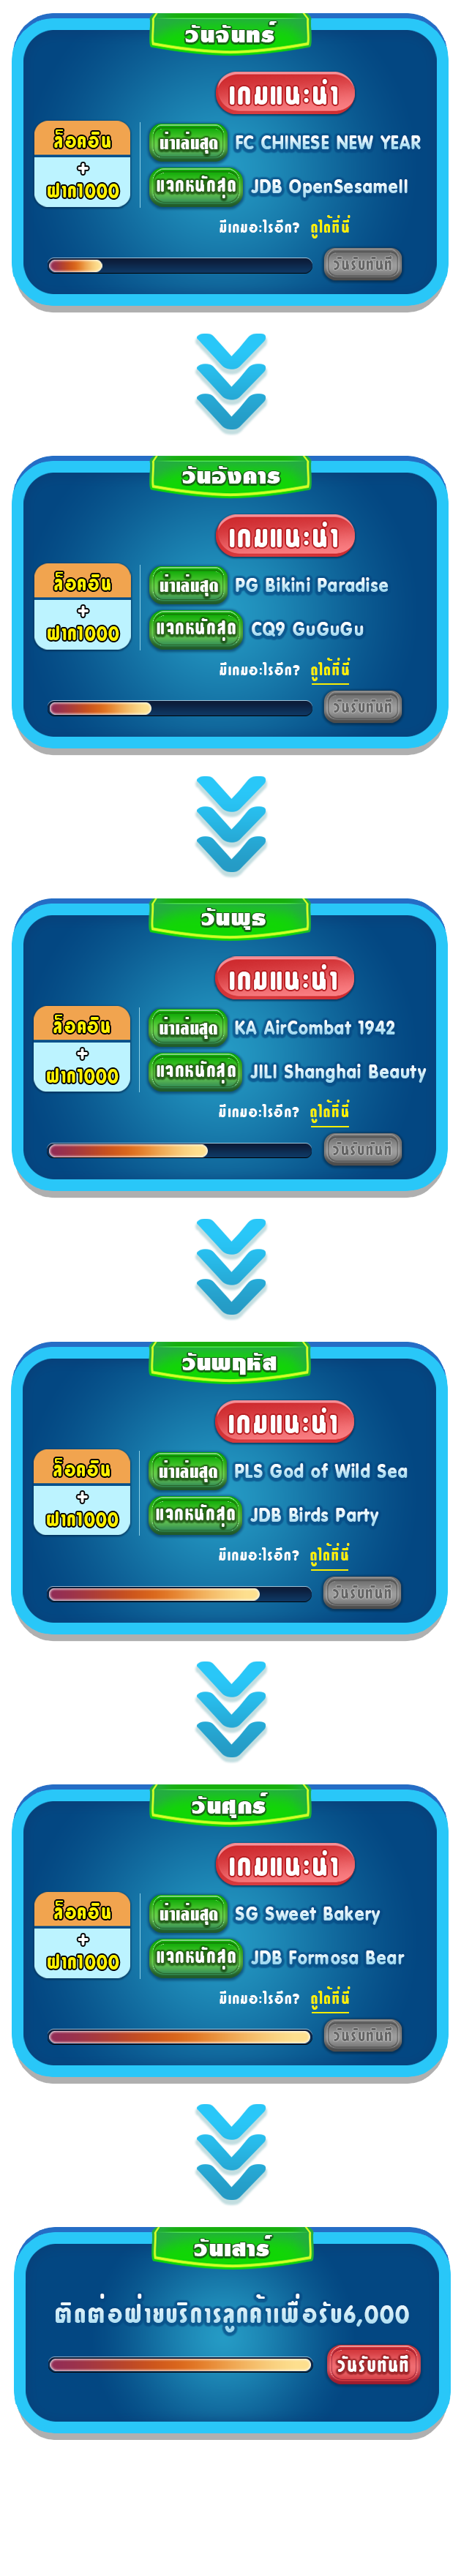 วันจันทร์
เกมแนะนำ
ล็อคอิน
+
ฝาก1000
น่าเล่นสุด FC CHINESE NEW YEAR
แจกหนักสุด JDB OpenSesameII
มีเกมอะไรอีก? ดูได้ที่นี่
วันรับทันที
วันอังคาร
เกมแนะนำ
ล็อคอิน
+
ฝาก1000
น่าเล่นสุด PG Bikini Paradise
แจกหนักสุด CQ9 GuGuGu
มีเกมอะไรอีก? ดูได้ที่นี่
วันรับทันที
วันพุธ
เกมแนะนำ
ล็อคอิน
+
ฝาก1000
น่าเล่นสุด KA AirCombat 1942
แจกหนักสุด JILI Shanghai Beauty
มีเกมอะไรอีก? ดูได้ที่นี่
วันรับทันที
วันพฤหัส
เกมแนะนำ
ล็อคอิน
+
ฝาก1000
น่าเล่นสุด PLS God of Wild Sea
แจกหนักสุด JDB Birds Party
มีเกมอะไรอีก? ดูได้ที่นี่
วันรับทันที
วันศุกร์
เกมแนะนำ
ล็อคอิน
+
ฝาก1000
น่าเล่นสุด SG Sweet Bakery
แจกหนักสุด JDB Formosa Bear
มีเกมอะไรอีก? ดูได้ที่นี่
วันรับทันที
วันเสาร์
ติดต่อฝ่ายบริการลูกค้าเพื่อรับ6,000
วันรับทันที